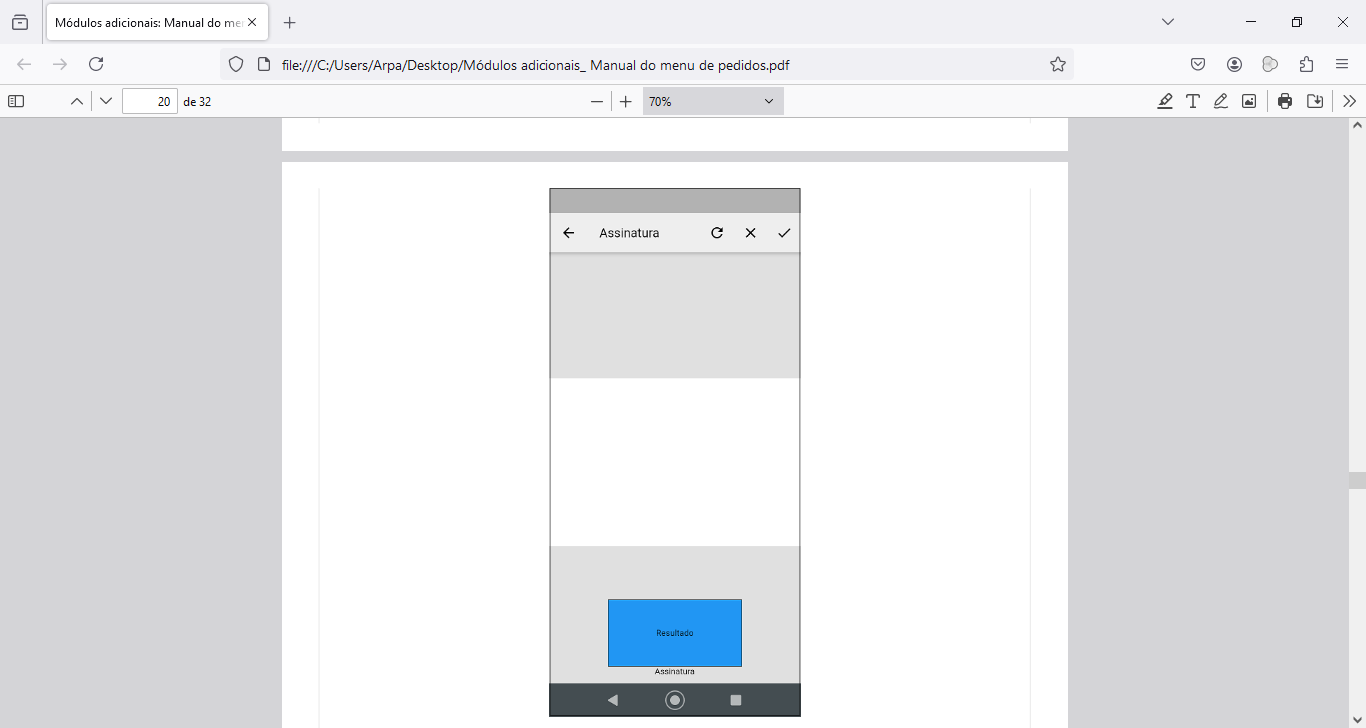 Módulos adicionais: Manual do me
file:///C:/Users/Arpa/Desktop/Módulos adicionais_ Manual do menu de pedidos.pdf
20 de 32
70%
Assinatura
Resultado
Assinatura